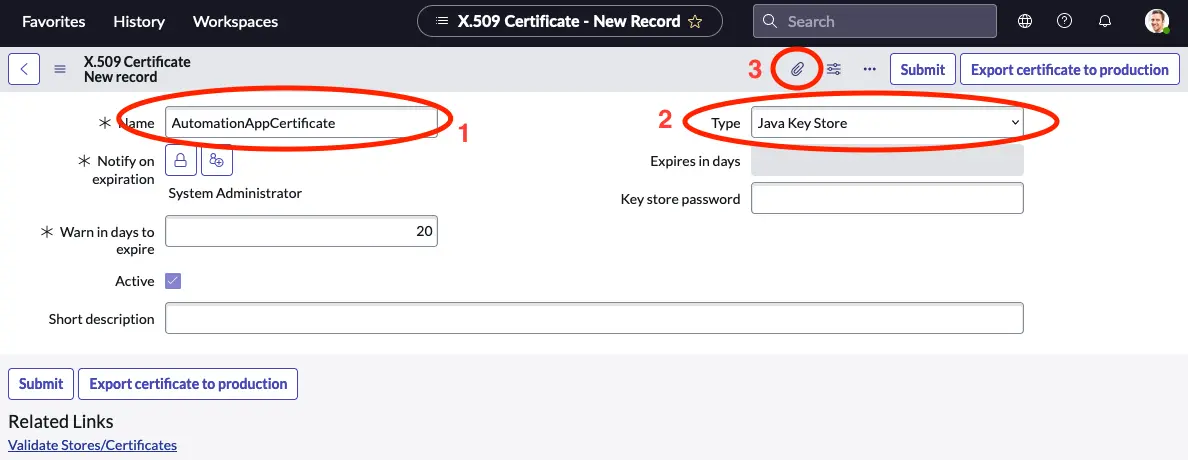 Favorites History Workspaces X.509 Certificate - New Record Search
X.509 Certificate
New record
3 Submit Export certificate to production
Name AutomationAppCertificate 1
2 Type Java Key Store
Notify on
expiration
System Administrator
Expires in days
Key store password
Warn in days to
expire
20
Active
Short description
Submit Export certificate to production
Related Links
Validate Stores/Certificates